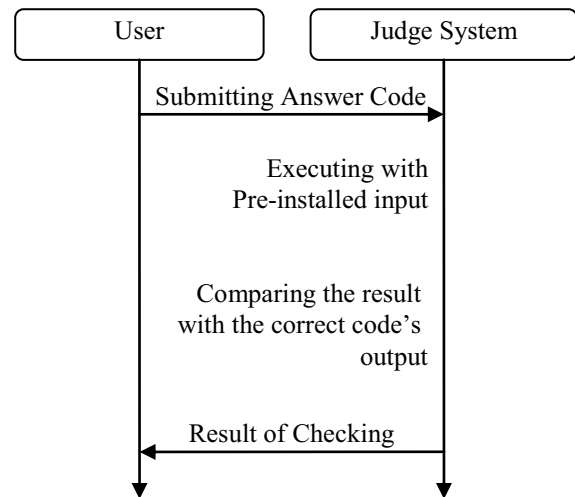 User
Judge System
Submitting Answer Code
Executing with
Pre-installed input
Comparing the result
with the correct code’s
output
Result of Checking